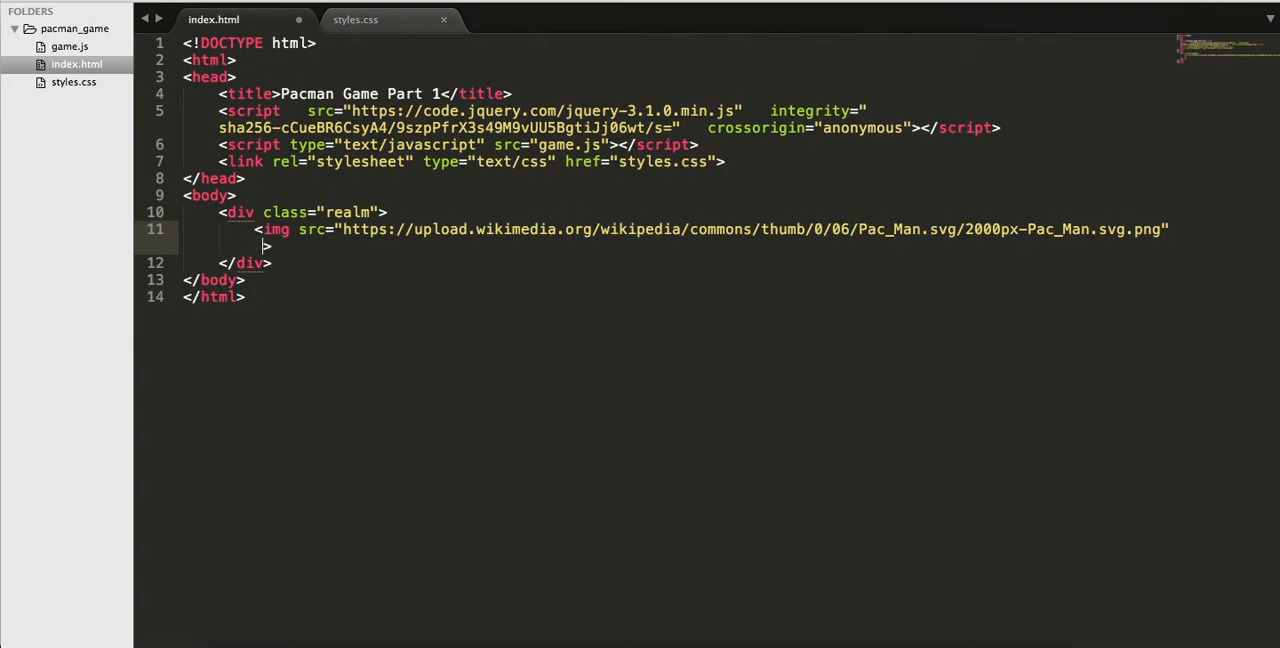 FOLDERS
pacman_game
game.js
index.html
styles.css
index.html
styles.css
1 <!DOCTYPE html>
2 <html>
3 <head>
4 <title>Pacman Game Part 1</title>
5 <script src="https://code.jquery.com/jquery-3.1.0.min.js" integrity="
sha256-cCueBR6CsyA4/9szpPfrX3s49M9vUU5BgtiJj06wt/s=" crossorigin="anonymous"></script>
6 <script type="text/javascript" src="game.js"></script>
7 <link rel="stylesheet" type="text/css" href="styles.css">
8 </head>
9 <body>
10 <div class="realm">
11 <img src="https://upload.wikimedia.org/wikipedia/commons/thumb/0/06/Pac_Man.svg/2000px-Pac_Man.svg.png"
>
12 </div>
13 </body>
14 </html>